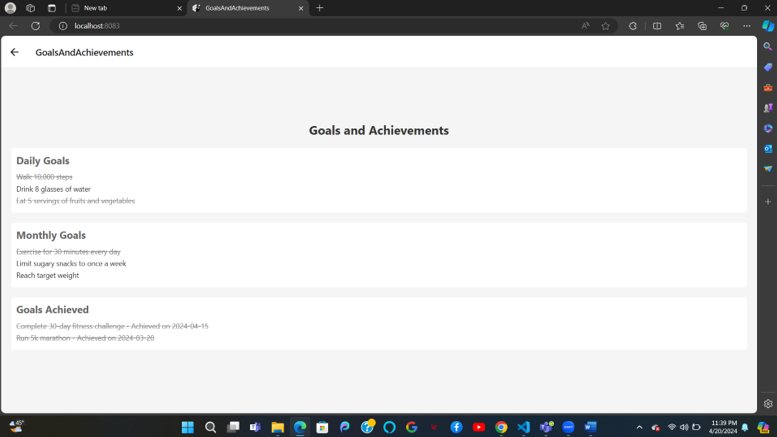 New tab
GoalsAndAchievements
localhost:8083
GoalsAndAchievements
Goals and Achievements
Daily Goals
Walk 10,000 steps
Drink 8 glasses of water
Eat 5 servings of fruits and vegetables
Monthly Goals
Exercise for 30 minutes every day
Limit sugary snacks to once a week
Reach target weight
Goals Achieved
Complete 30-day fitness challenge - Achieved on 2024-04-15
Run 5k marathon - Achieved on 2024-03-20
45°
11:39 PM
4/20/2024